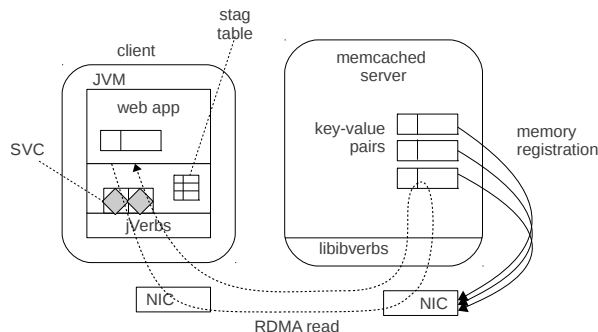 stag
table
client
memcached
server
JVM
web app
key-value
pairs
memory
registration
SVC
jVerbs
libibverbs
NIC
NIC
RDMA read